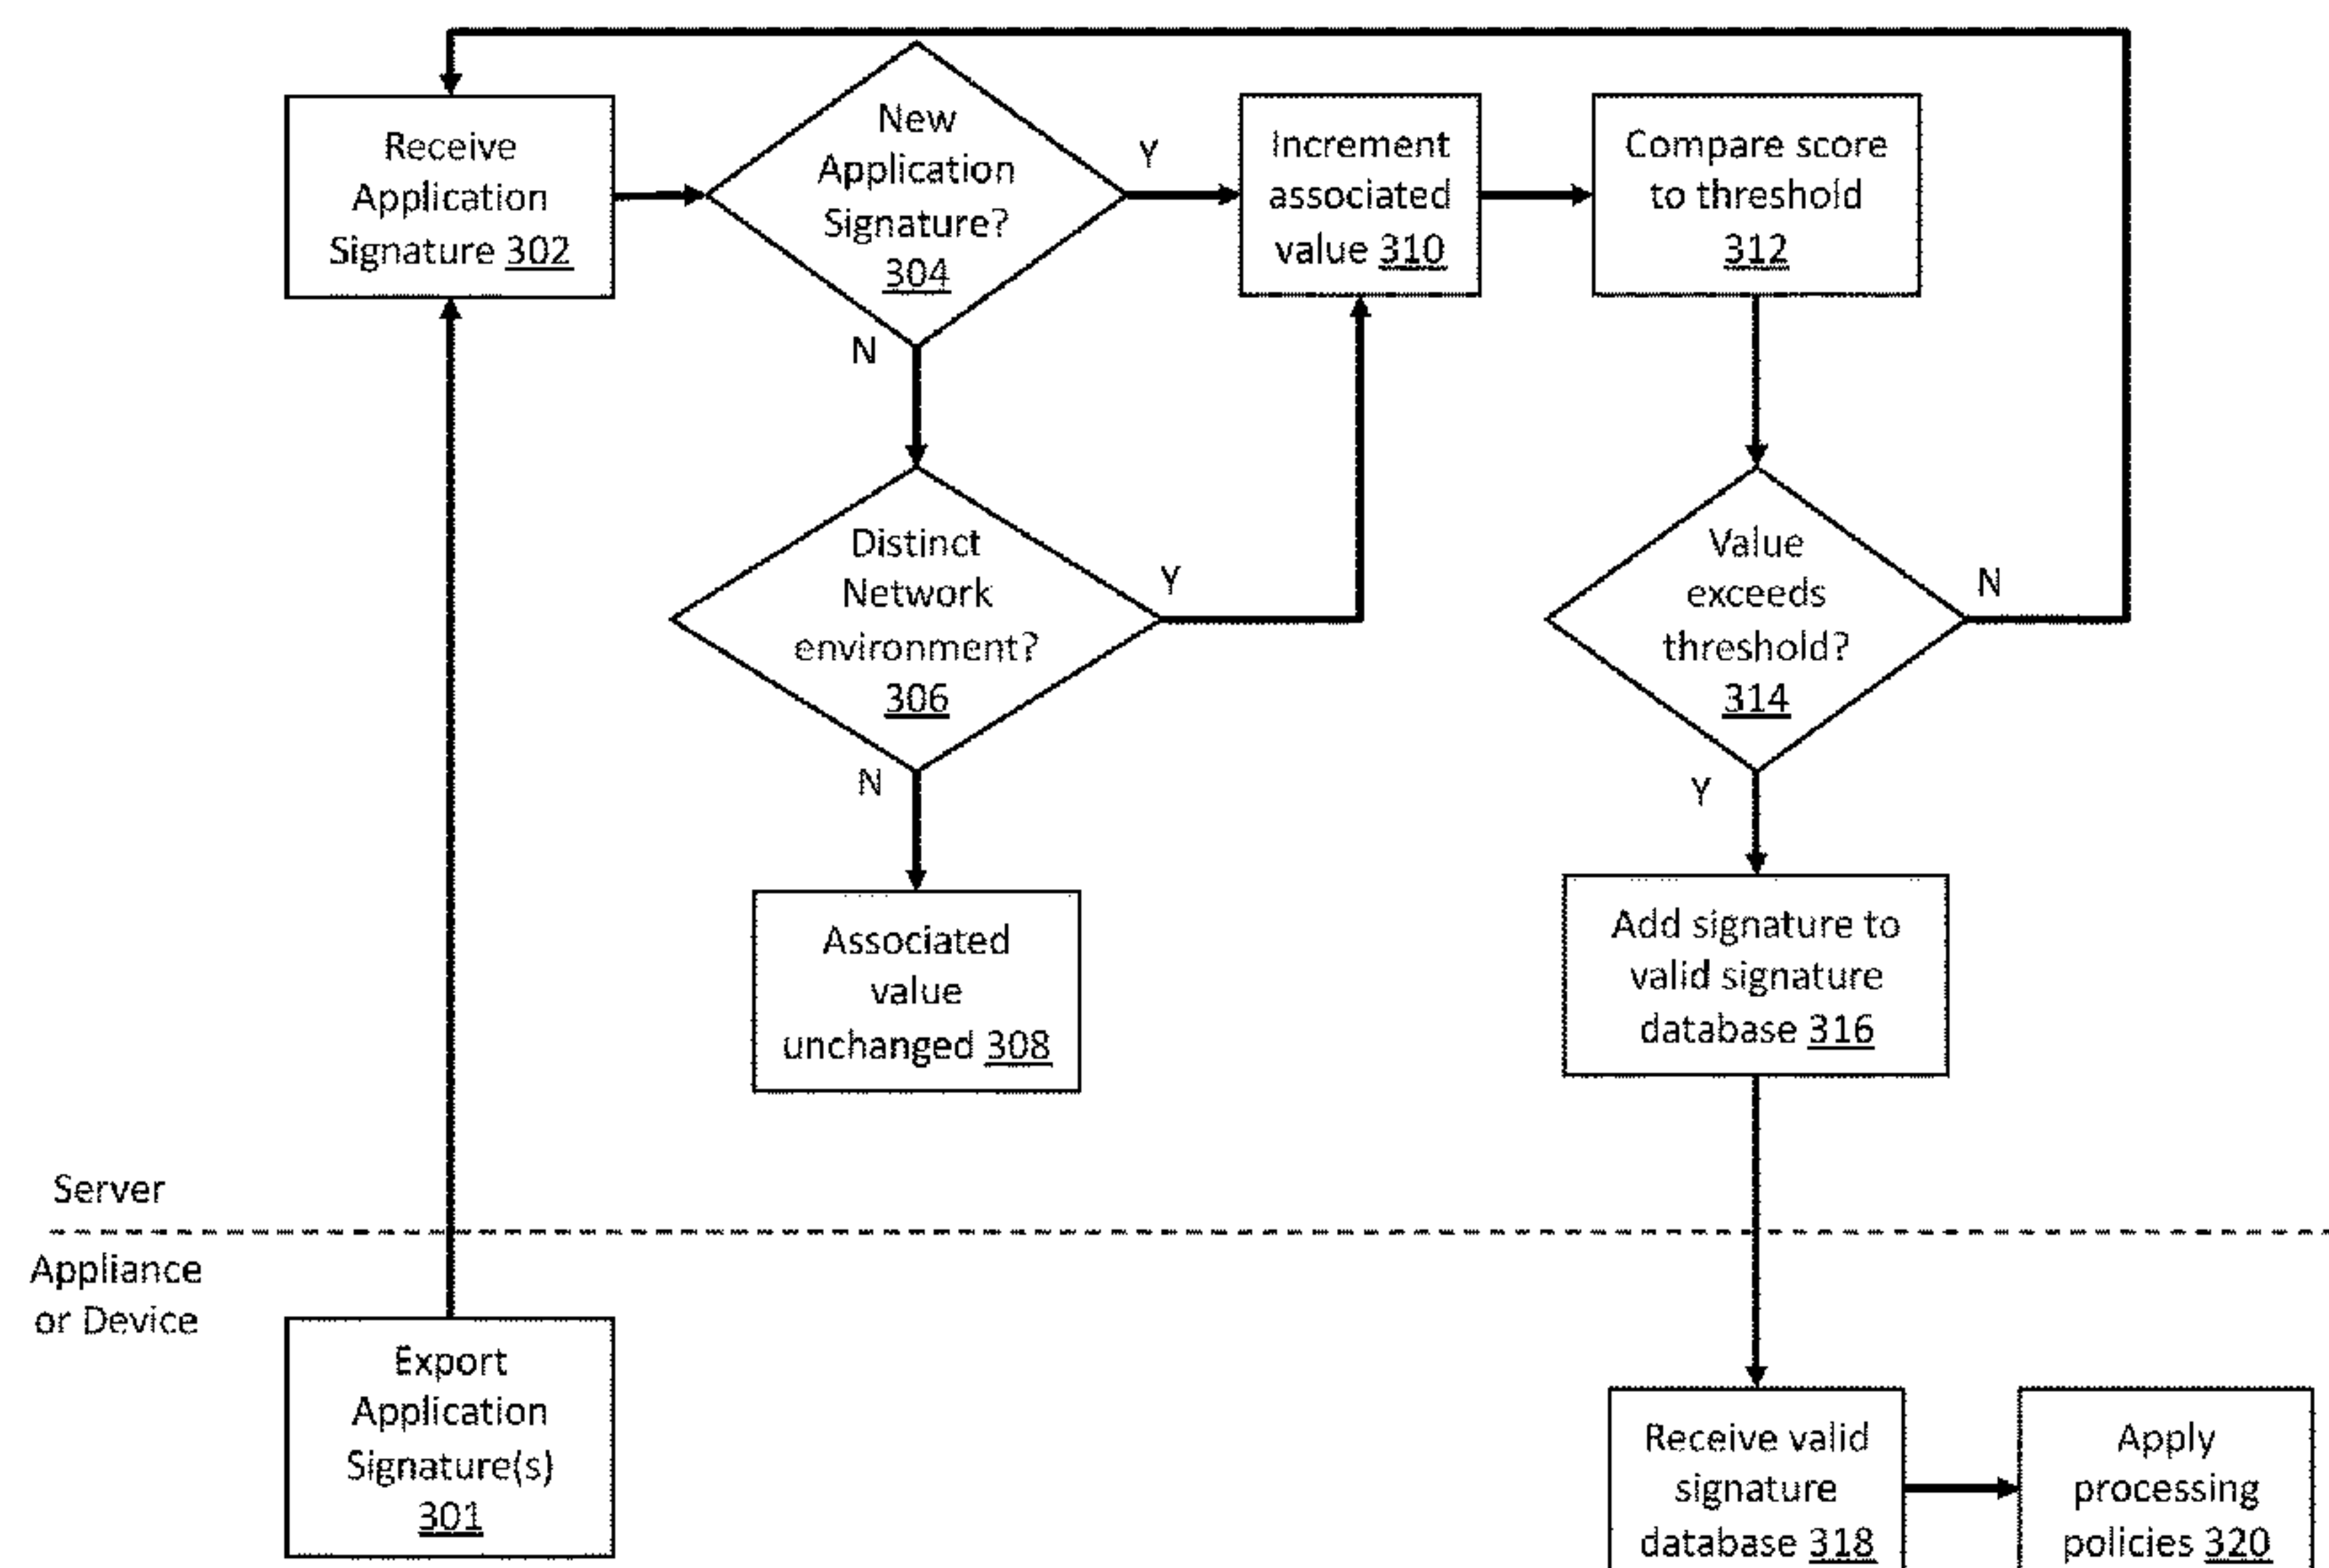 Receive
Application
Signature 302
New
Application
Signature?
304
Y
N
Increment
associated
value 310
Compare score
to threshold
312
Distinct
Network
environment?
306
Y
N
Value
exceeds
threshold?
314
N
Y
Associated
value
unchanged 308
Add signature to
valid signature
database 316
Server
Appliance
or Device
Export
Application
Signature(s)
301
Receive valid
signature
database 318
Apply
processing
policies 320